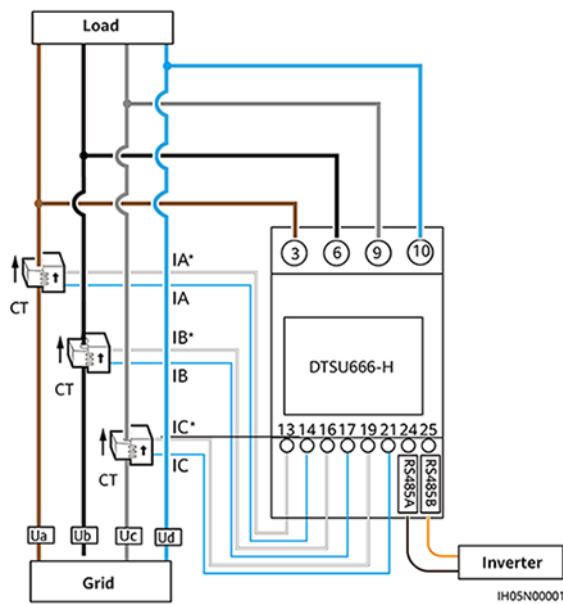 Load
3 6 9 10
IA*
IA
CT
IB*
IB
CT
DTSU666-H
IC*
IC
CT
13 14 16 17 19 21 24 25
RS485A RS485B
Ua Ub Uc Ud
Grid
Inverter
IH05N00001